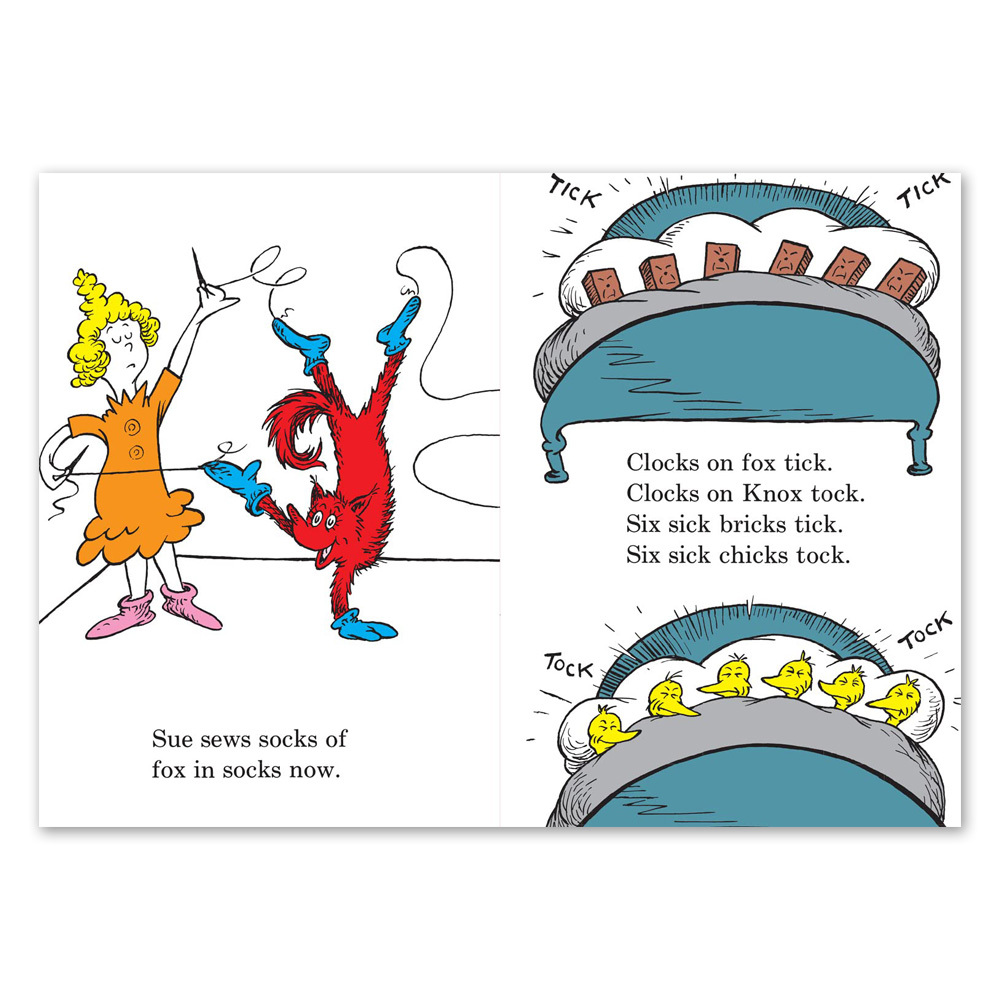 Sue sews socks of
fox in socks now.
TICK
TICK
Clocks on fox tick.
Clocks on Knox tock.
Six sick bricks tick.
Six sick chicks tock.
TOCK
TOCK